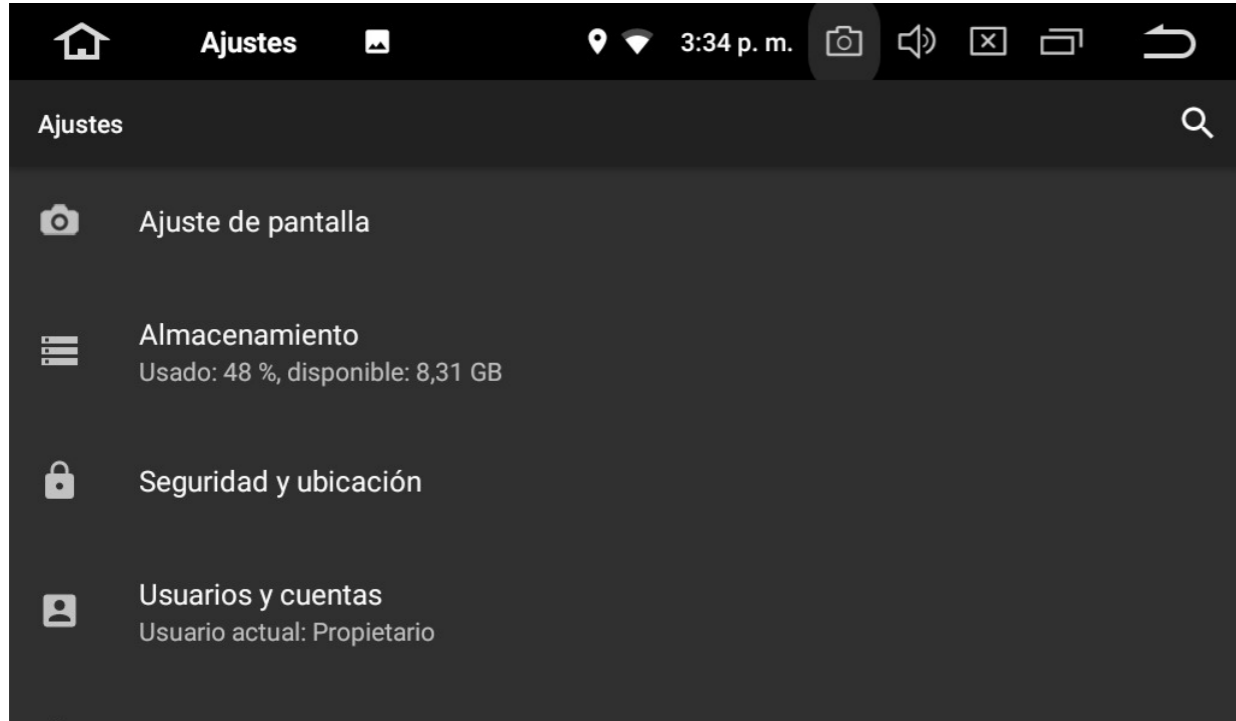 Ajustes
3:34 p. m.
Ajustes
Ajuste de pantalla
Almacenamiento
Usado: 48 %, disponible: 8,31 GB
Seguridad y ubicación
Usuarios y cuentas
Usuario actual: Propietario